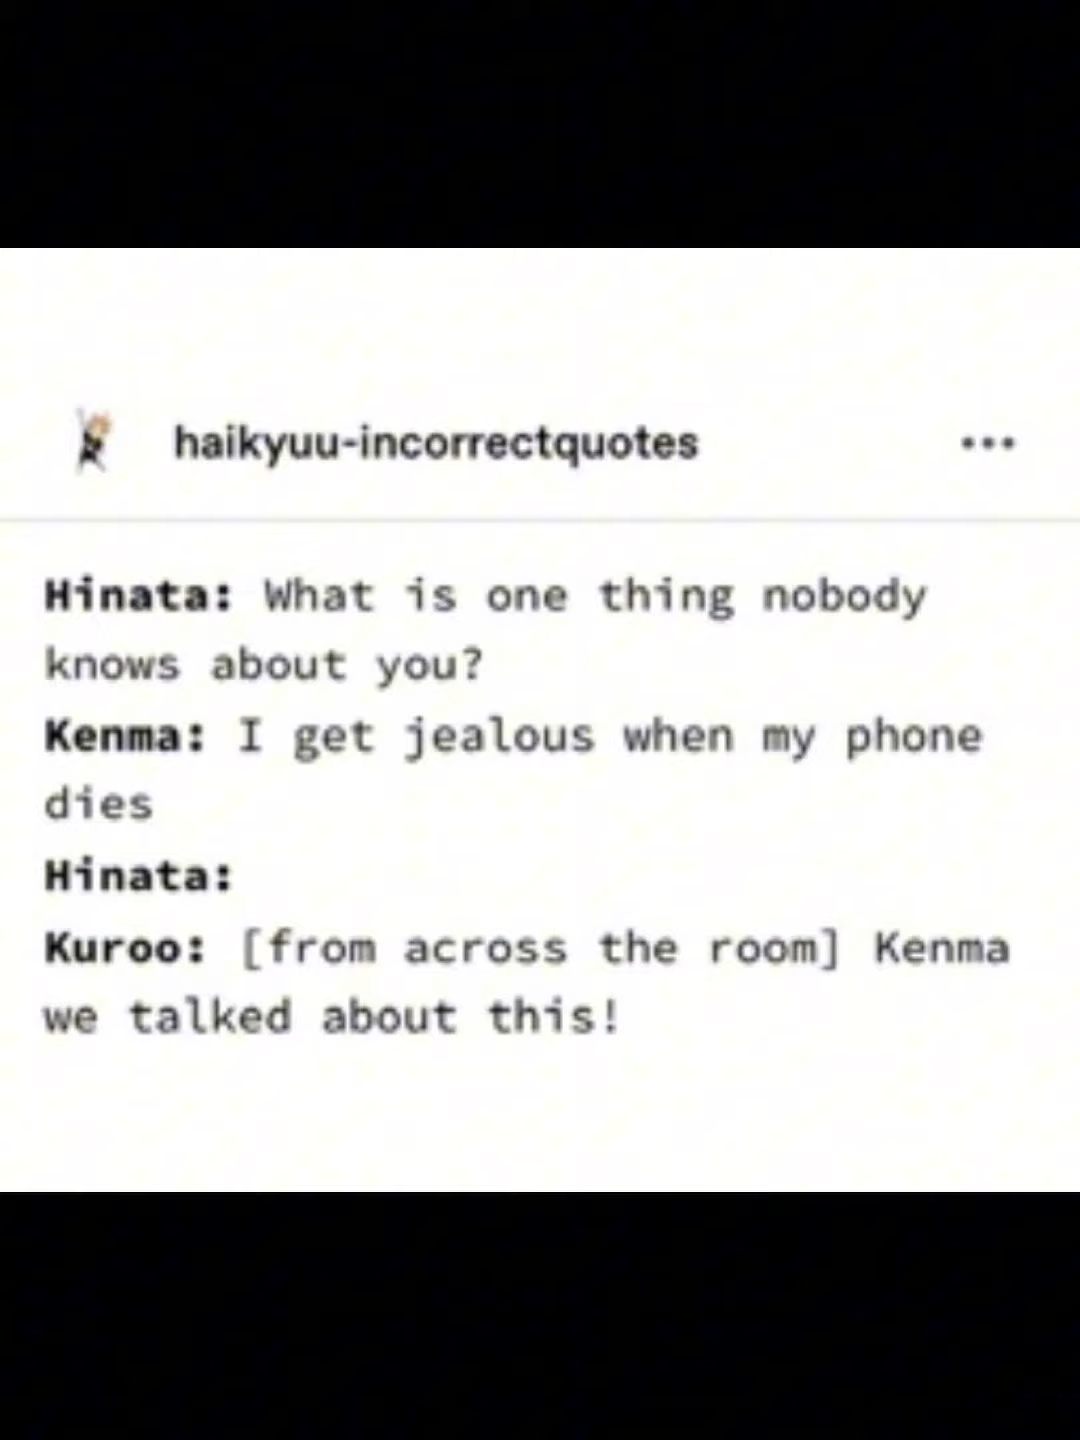 haikyuu-incorrectquotes
Hinata: What is one thing nobody
knows about you?
Kenma: I get jealous when my phone
dies
Hinata:
Kuroo: [from across the room] Kenma
we talked about this!